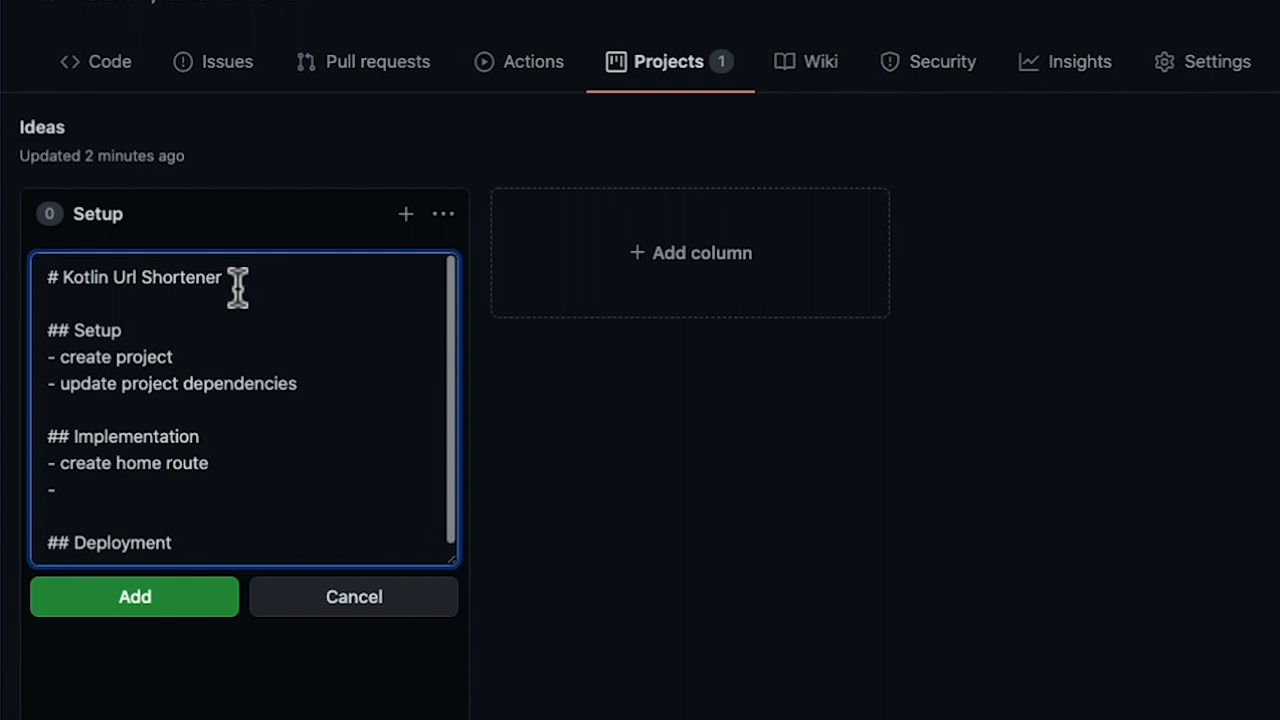 Code Issues Pull requests Actions Projects 1 Wiki Security Insights Settings
Ideas
Updated 2 minutes ago
0 Setup
# Kotlin Url Shortener
## Setup
- create project
- update project dependencies
## Implementation
- create home route
-
## Deployment
Add Cancel
+ Add column